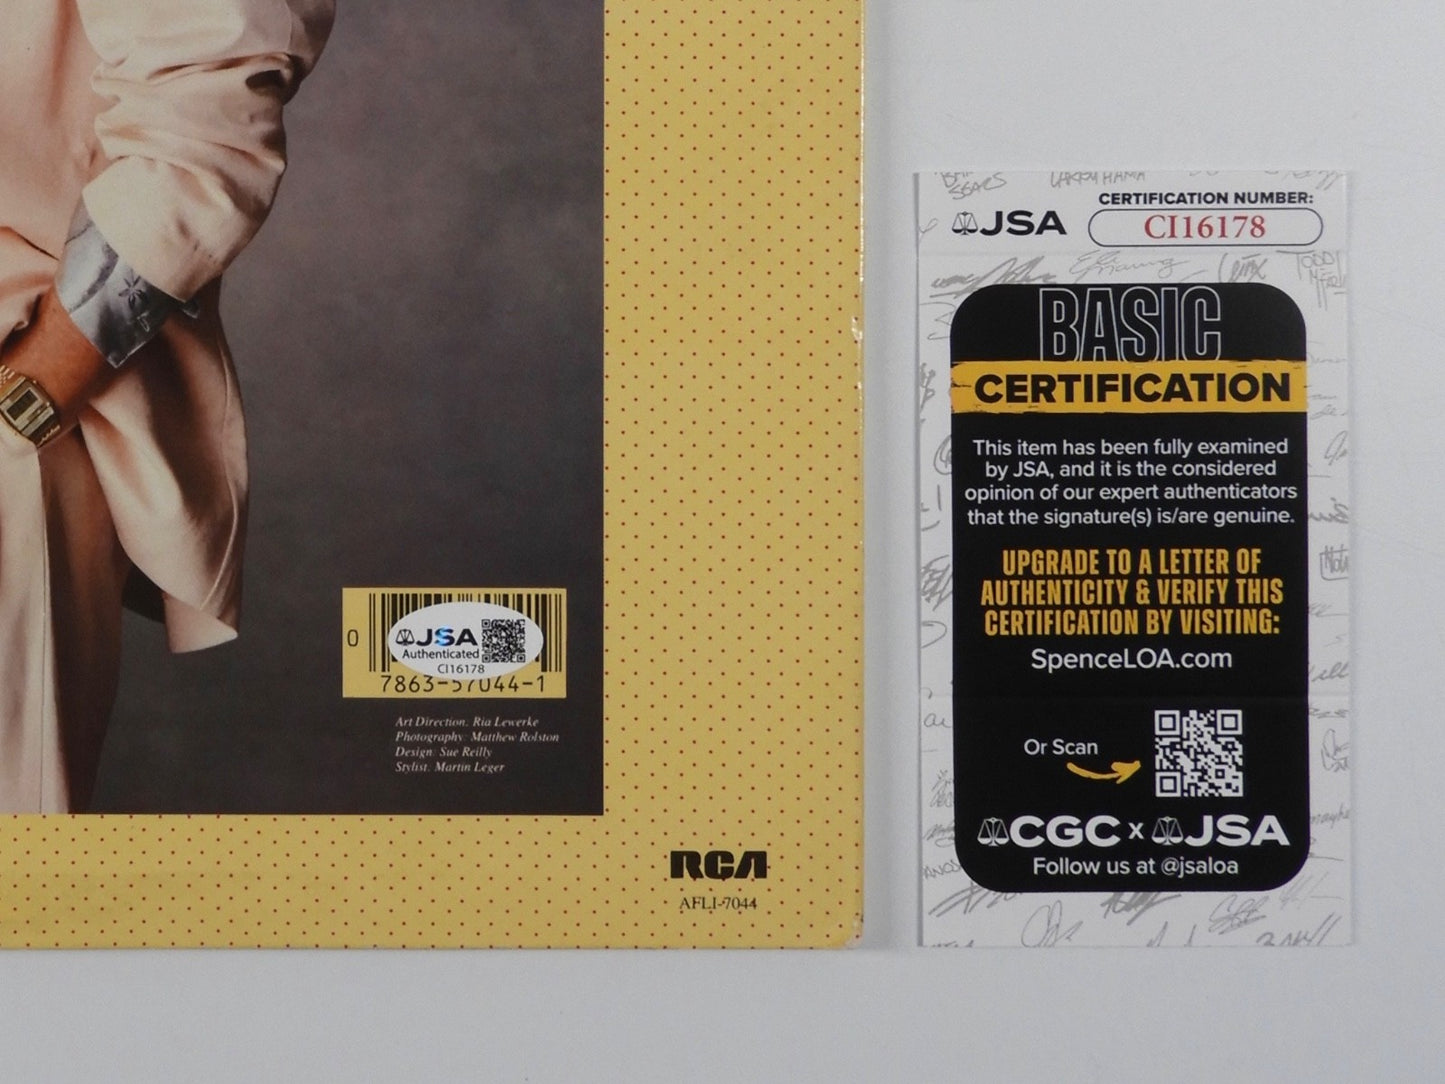 0
JSA
Authenticated
CI16178
7863-57044-1
Art Direction: Ria Lewerke
Photography: Matthew Rolston
Design: Sue Reilly
Stylist: Martin Leger
RCA
AFL1-7044
SEARS
JSA
CERTIFICATION NUMBER:
CI16178
BASIC
CERTIFICATION
This item has been fully examined
by JSA, and it is the considered
opinion of our expert authenticators
that the signature(s) is/are genuine.
UPGRADE TO A LETTER OF
AUTHENTICITY & VERIFY THIS
CERTIFICATION BY VISITING:
SpenceLOA.com
Or Scan
CGC x JSA
Follow us at @jsaloa